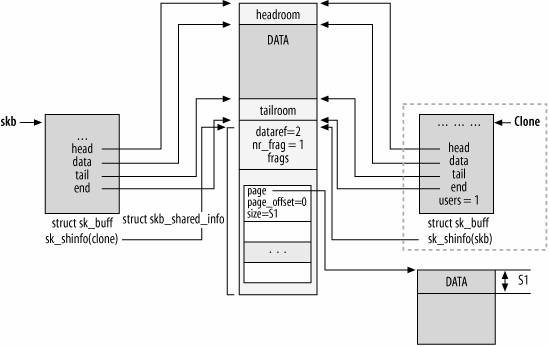 headroom
DATA
tailroom
dataref=2
nr_frag = 1
frags
page
page_offset=0
size=S1
. . .
skb
...
head
data
tail
end
struct sk_buff
sk_shinfo(clone)
struct skb_shared_info
Clone
... ... ...
head
data
tail
end
users = 1
struct sk_buff
sk_shinfo(skb)
DATA
S1